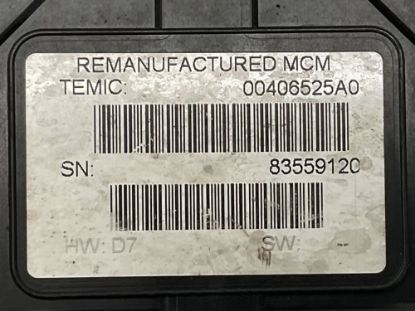 REMANUFACTURED MCM
TEMIC: 00406525A0
SN: 83559120
HW: D7 SW